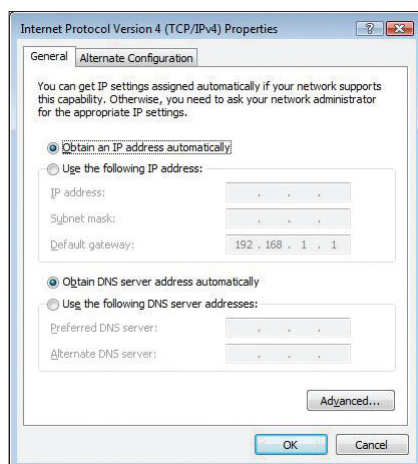 Internet Protocol Version 4 (TCP/IPv4) Properties
General Alternate Configuration
You can get IP settings assigned automatically if your network supports
this capability. Otherwise, you need to ask your network administrator
for the appropriate IP settings.
Obtain an IP address automatically
Use the following IP address:
IP address: . . .
Subnet mask: . . .
Default gateway: 192 . 168 . 1 . 1
Obtain DNS server address automatically
Use the following DNS server addresses:
Preferred DNS server: . . .
Alternate DNS server: . . .
Advanced...
OK Cancel